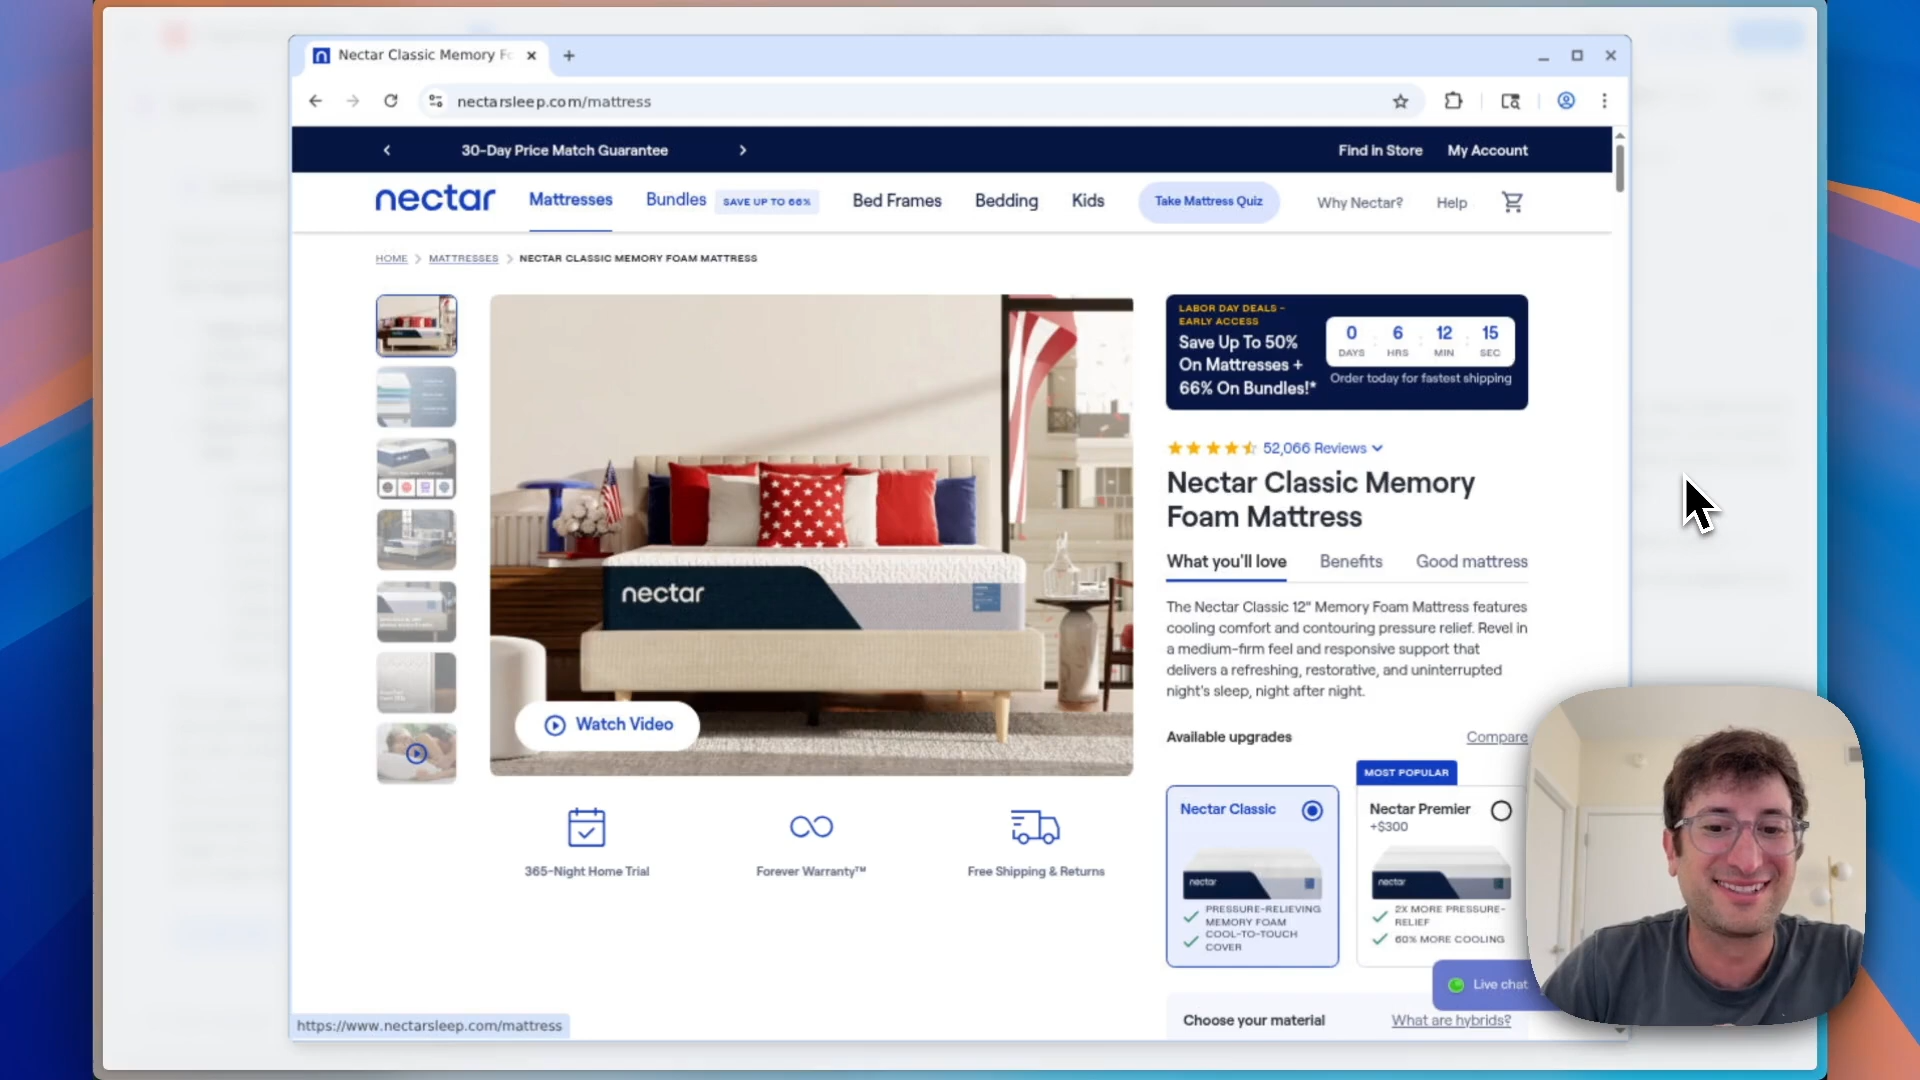 Nectar Classic Memory Fo
nectarsleep.com/mattress
30-Day Price Match Guarantee
Find in Store
My Account
nectar
Mattresses
Bundles
SAVE UP TO 66%
Bed Frames
Bedding
Kids
Take Mattress Quiz
Why Nectar?
Help
HOME
MATTRESSES
NECTAR CLASSIC MEMORY FOAM MATTRESS
LABOR DAY DEALS –
EARLY ACCESS
Save Up To 50%
On Mattresses +
66% On Bundles!*
0 : 6 : 12 : 15
DAYS HRS MIN SEC
Order today for fastest shipping
52,066 Reviews
Nectar Classic Memory
Foam Mattress
What you'll love
Benefits
Good mattress
The Nectar Classic 12" Memory Foam Mattress features
cooling comfort and contouring pressure relief. Revel in
a medium-firm feel and responsive support that
delivers a refreshing, restorative, and uninterrupted
night's sleep, night after night.
nectar
Watch Video
365-Night Home Trial
Forever Warranty™
Free Shipping & Returns
Available upgrades
Compare
MOST POPULAR
Nectar Classic
nectar
PRESSURE-RELIEVING
MEMORY FOAM
COOL-TO-TOUCH
COVER
Nectar Premier
+$300
nectar
2X MORE PRESSURE-
RELIEF
60% MORE COOLING
Live chat
Choose your material
What are hybrids?
https://www.nectarsleep.com/mattress